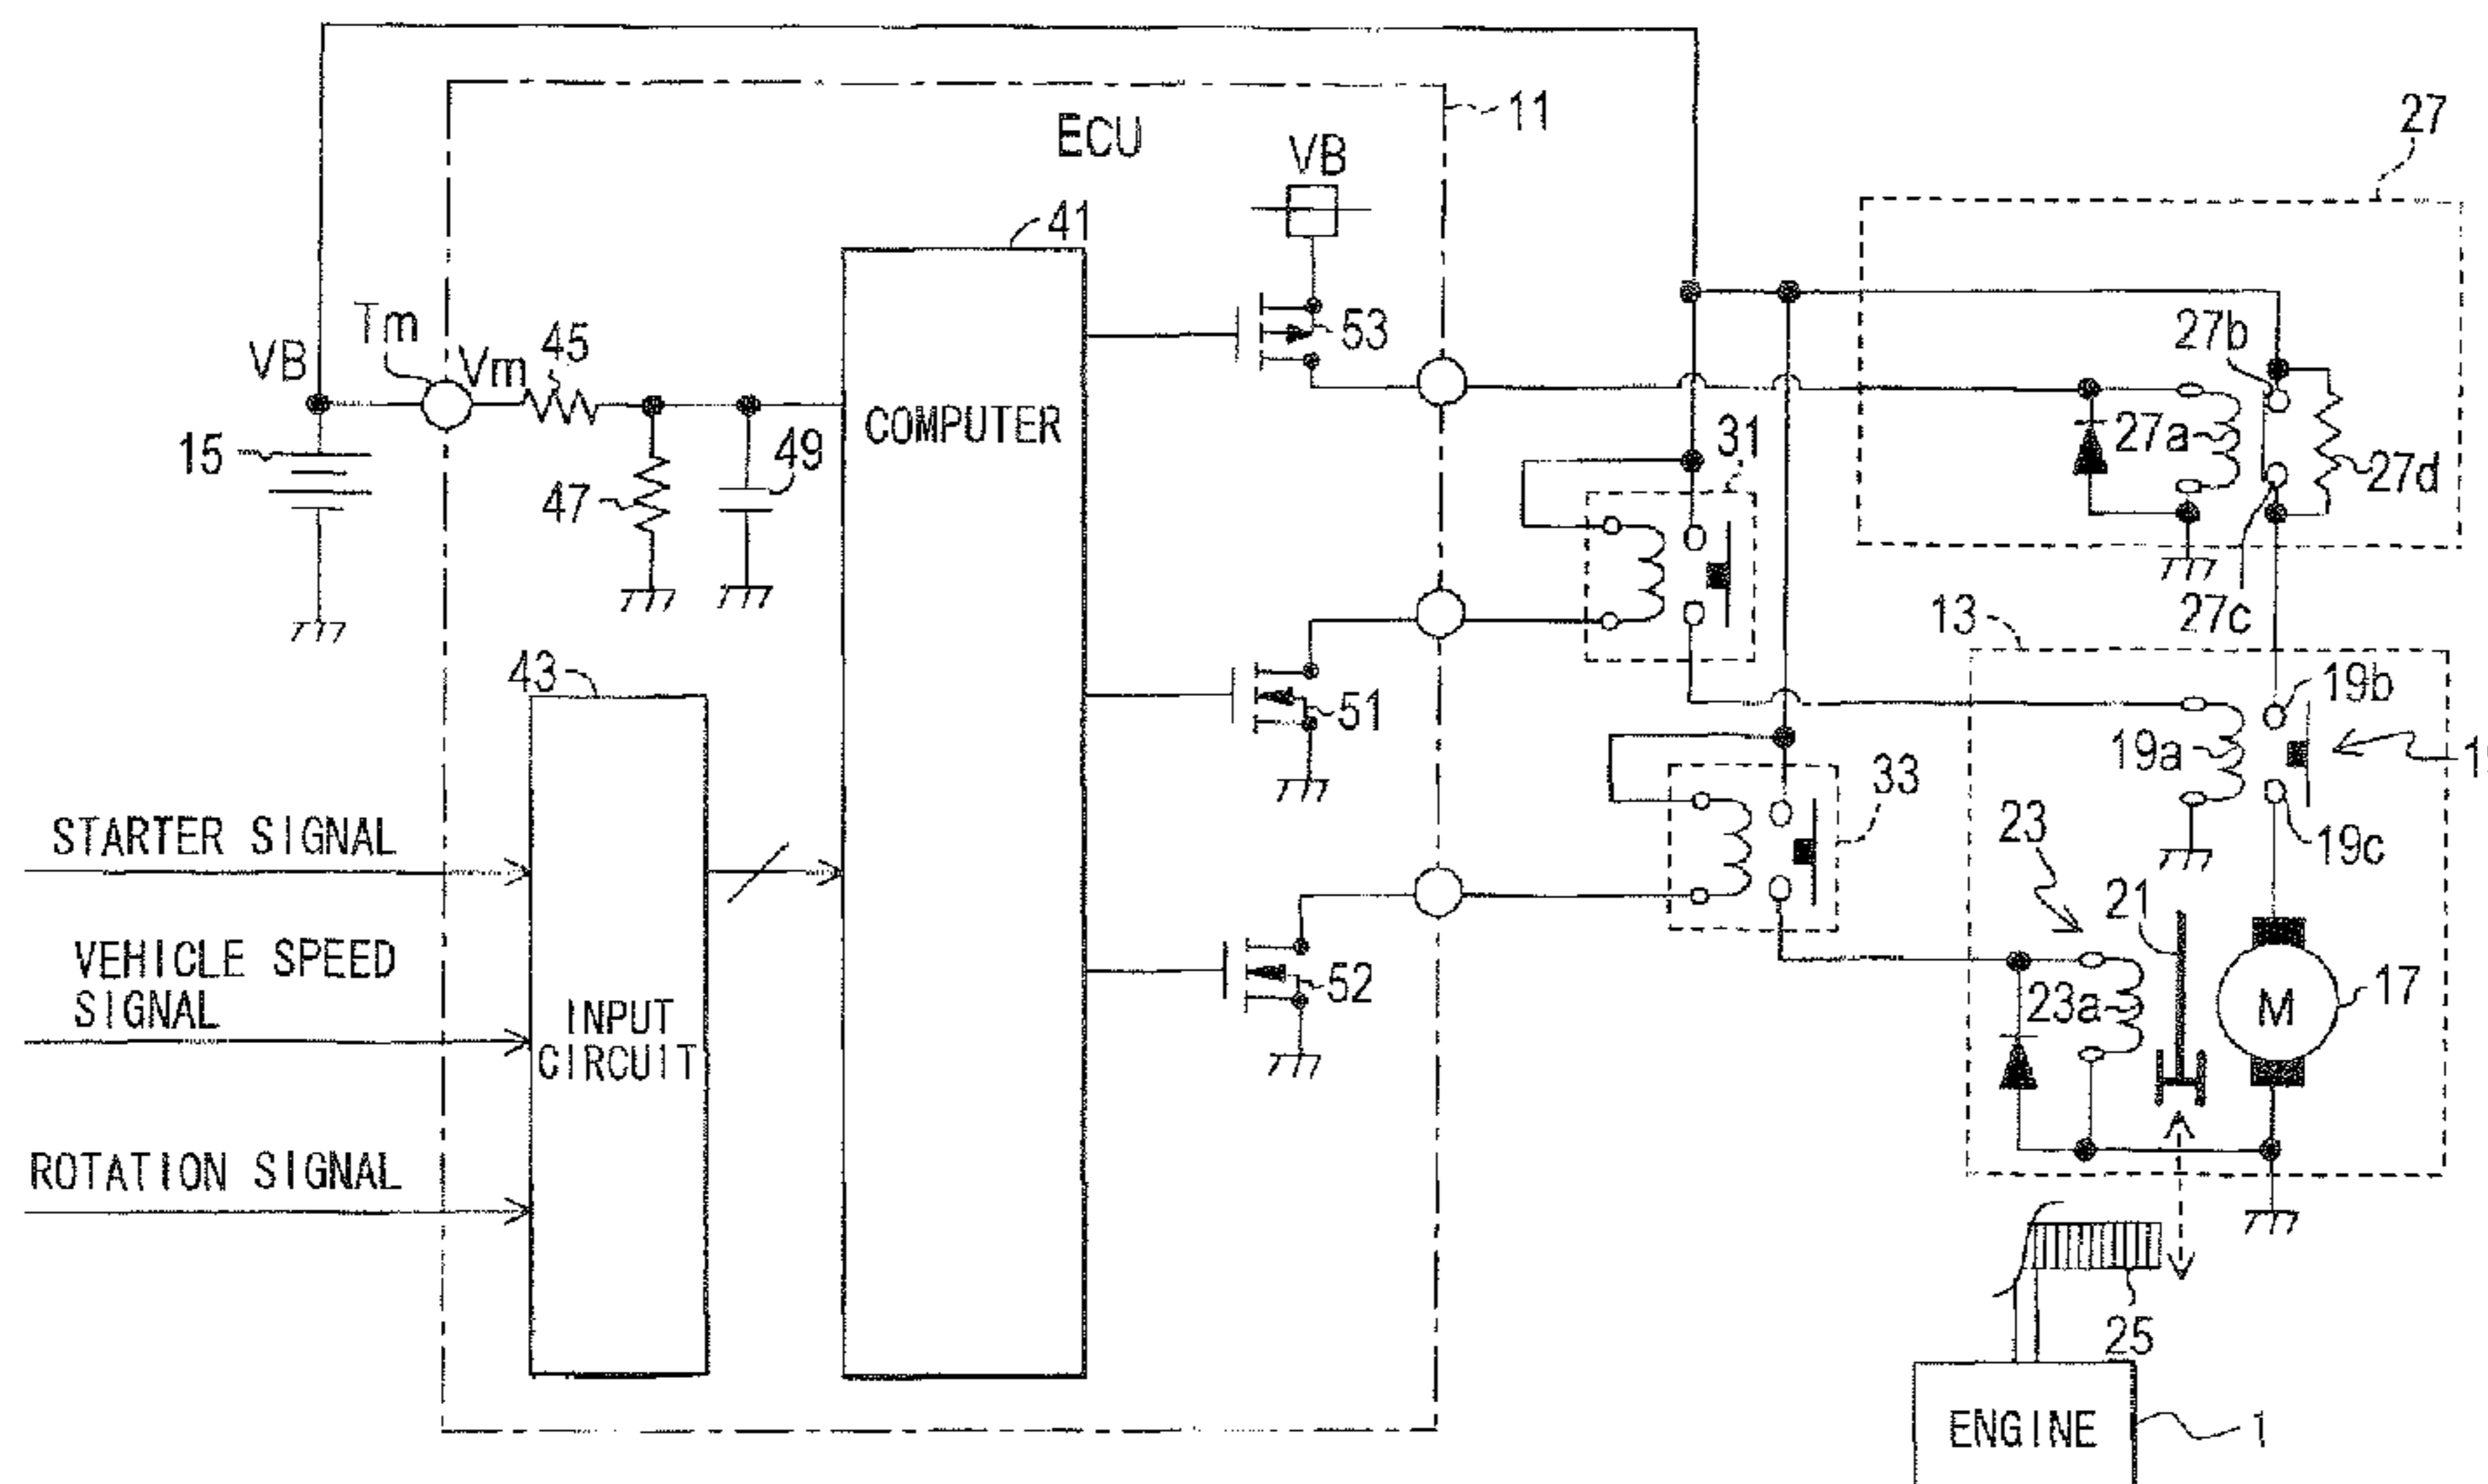 11
ECU
VB
27
41
53
Tm
Vm
45
VB
27b
COMPUTER
31
27a
27d
15
47
49
27c
13
43
51
19b
19a
33
19c
STARTER SIGNAL
23
21
VEHICLE SPEED
SIGNAL
52
23a
M
17
INPUT
CIRCUIT
ROTATION SIGNAL
25
ENGINE
1